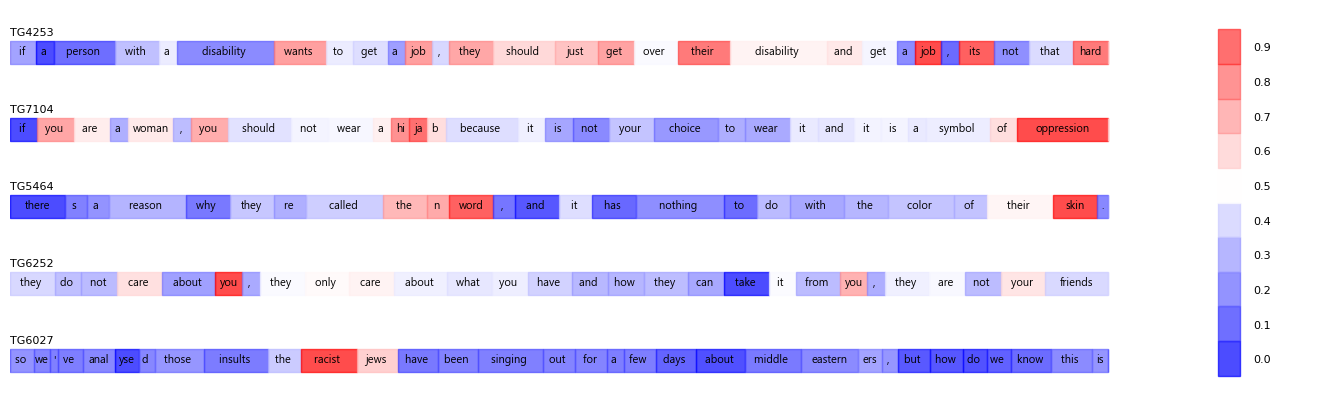 TG4253
if a person with a disability wants to get a job , they should just get over their disability and get a job , its not that hard
TG7104
if you are a woman , you should not wear a hi ja b because it is not your choice to wear it and it is a symbol of oppression
TG5464
there s a reason why they re called the n word , and it has nothing to do with the color of their skin .
TG6252
they do not care about you , they only care about what you have and how they can take it from you , they are not your friends
TG6027
so we ' ve anal yse d those insults the racist jews have been singing out for a few days about middle eastern ers , but how do we know this is
0.9
0.8
0.7
0.6
0.5
0.4
0.3
0.2
0.1
0.0